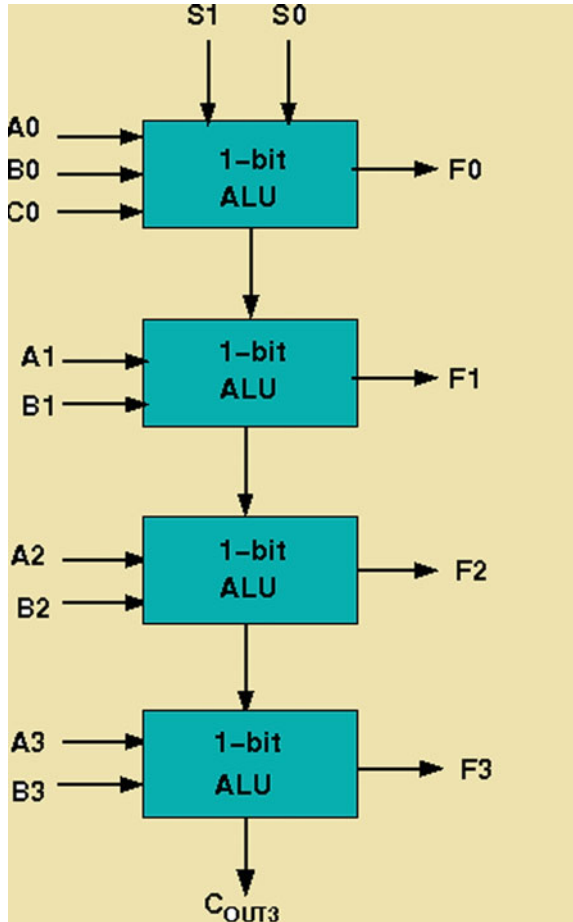 S1 S0
A0
B0
C0
1-bit
ALU
F0
A1
B1
1-bit
ALU
F1
A2
B2
1-bit
ALU
F2
A3
B3
1-bit
ALU
F3
COUT3